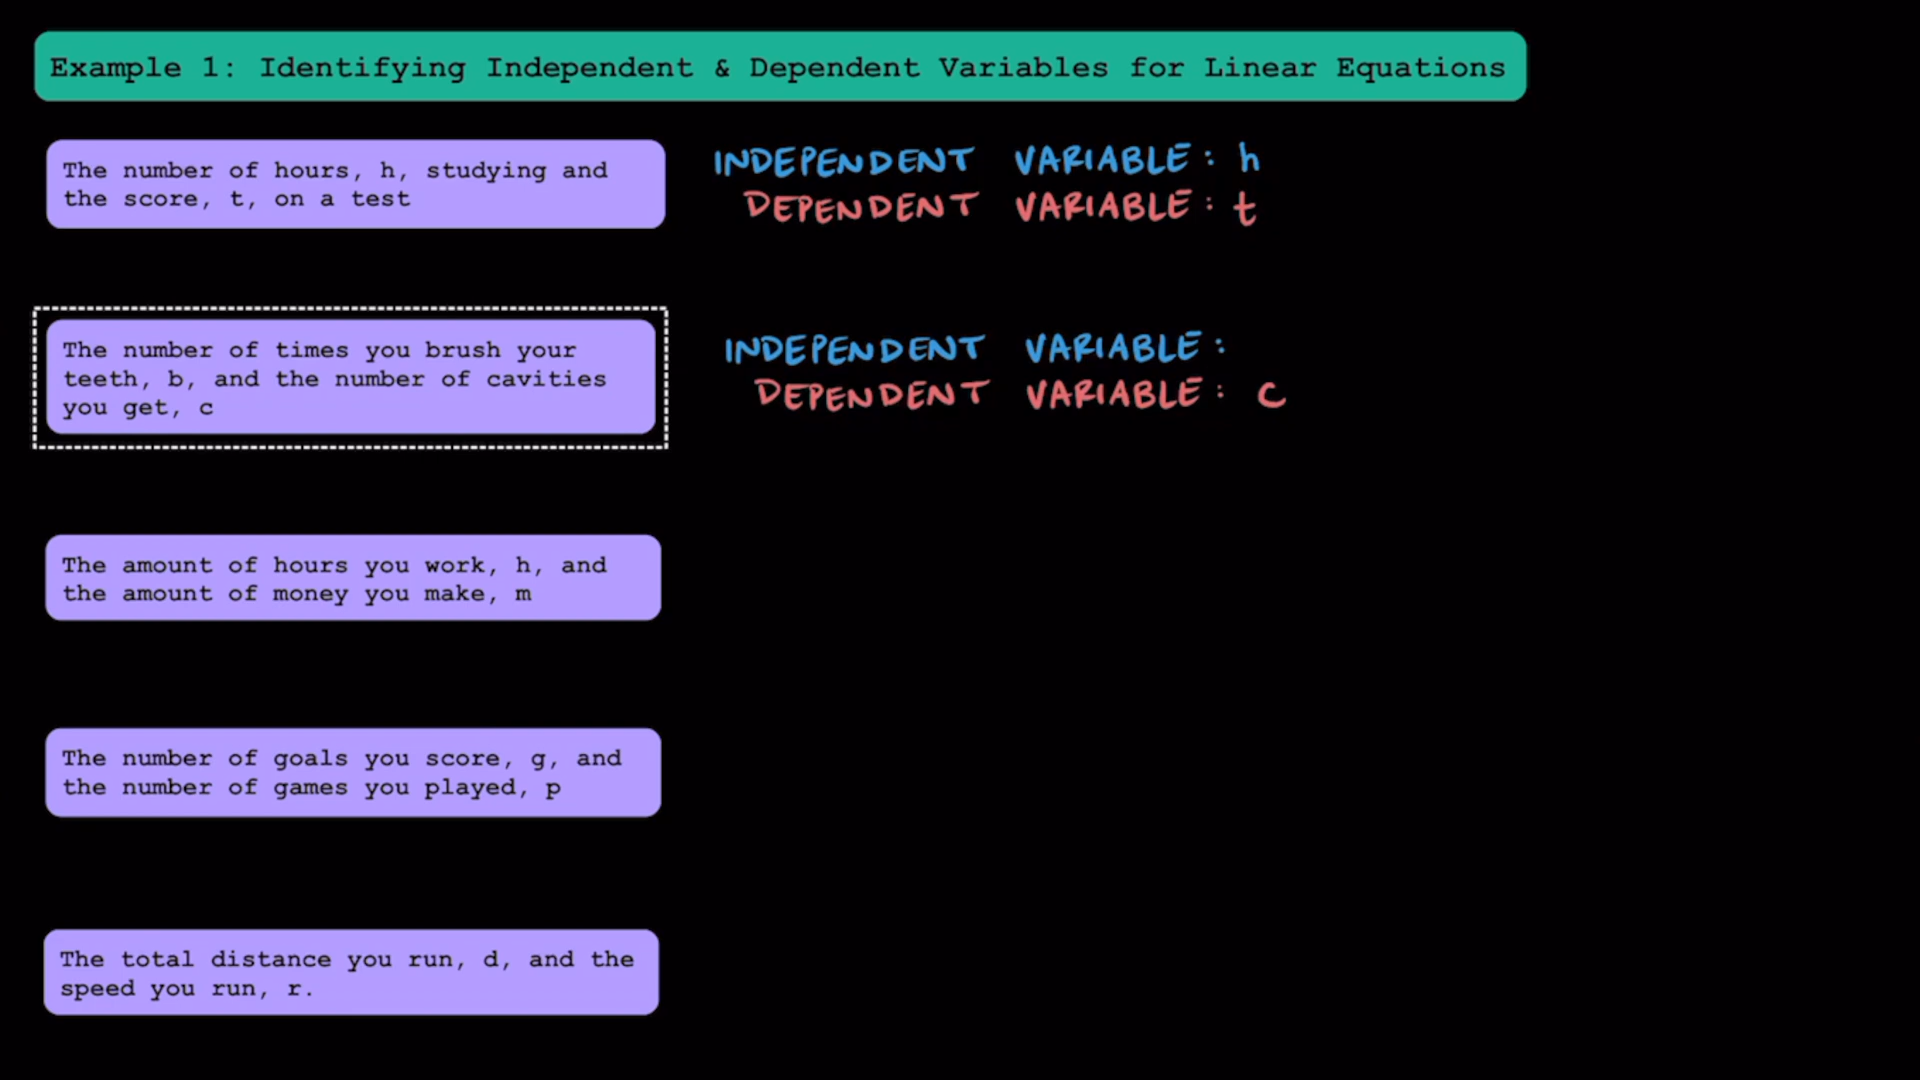 Example 1: Identifying Independent & Dependent Variables for Linear Equations
The number of hours, h, studying and
the score, t, on a test
INDEPENDENT VARIABLE: h
DEPENDENT VARIABLE: t
The number of times you brush your
teeth, b, and the number of cavities
you get, c
INDEPENDENT VARIABLE:
DEPENDENT VARIABLE: c
The amount of hours you work, h, and
the amount of money you make, m
The number of goals you score, g, and
the number of games you played, p
The total distance you run, d, and the
speed you run, r.